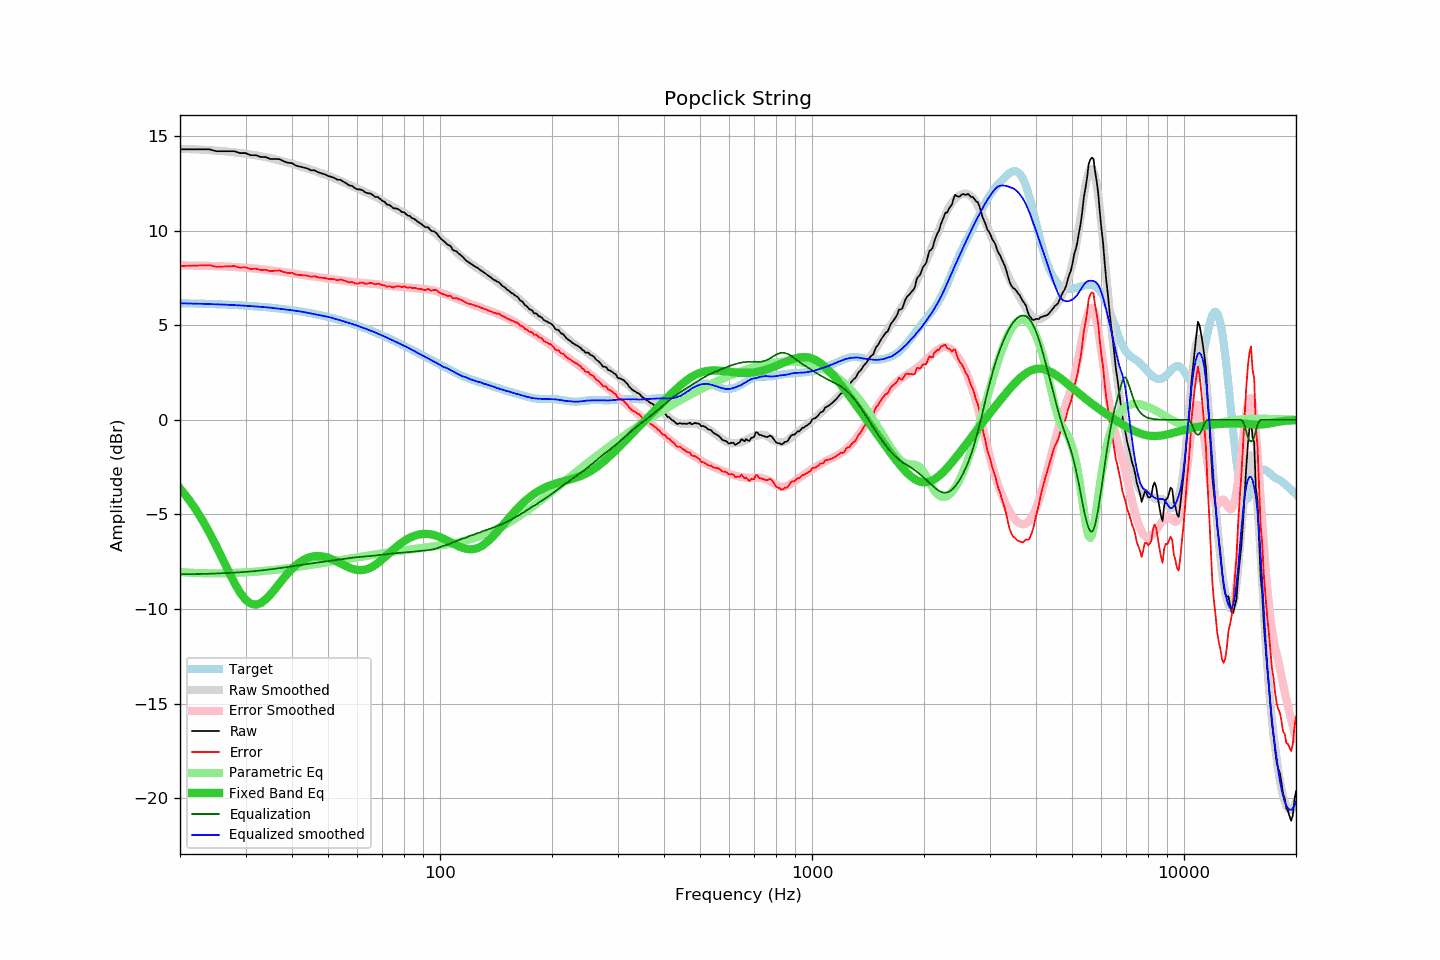 Popclick String
15
10
5
0
−5
−10
−15
−20
Amplitude (dBr)
Target
Raw Smoothed
Error Smoothed
Raw
Error
Parametric Eq
Fixed Band Eq
Equalization
Equalized smoothed
100
1000
10000
Frequency (Hz)